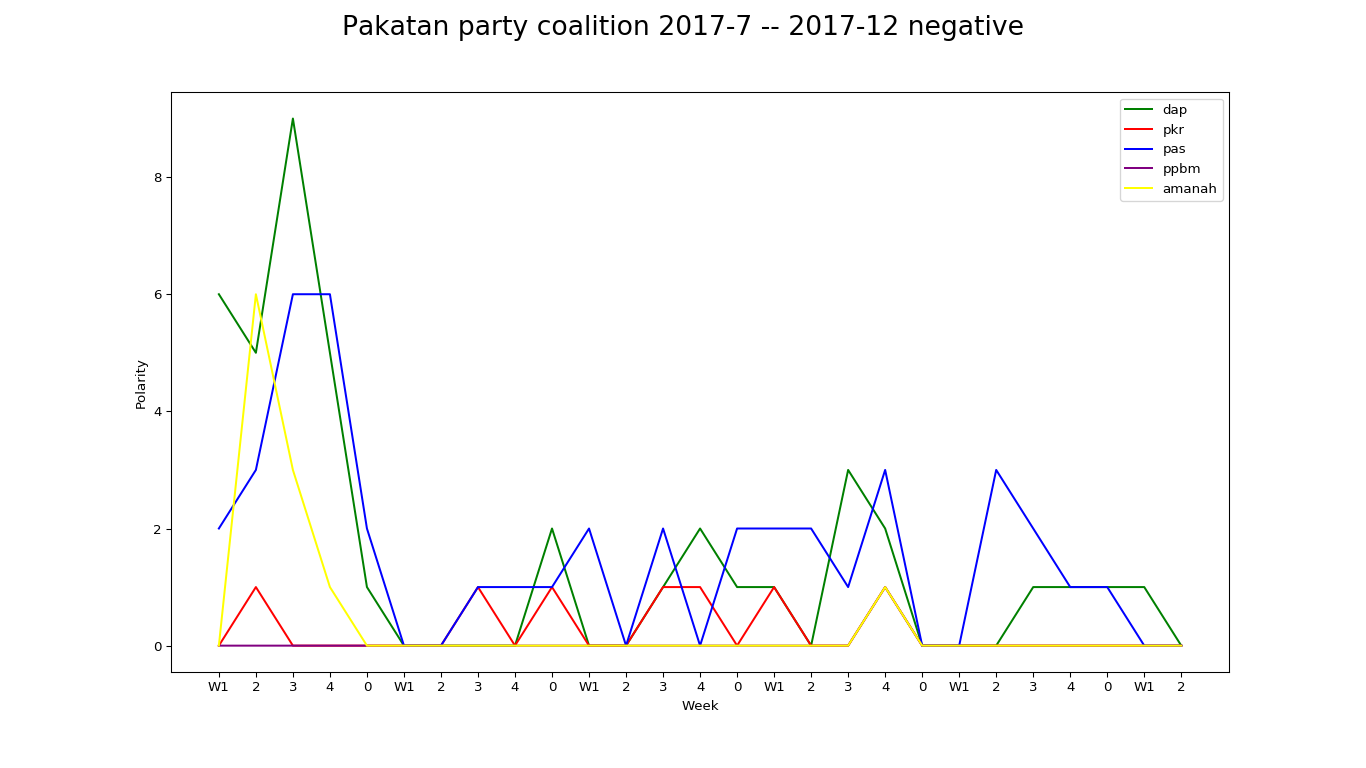 Pakatan party coalition 2017-7 -- 2017-12 negative
dap
pkr
pas
ppbm
amanah
8
6
4
2
0
Polarity
W1 2 3 4 0 W1 2 3 4 0 W1 2 3 4 0 W1 2 3 4 0 W1 2 3 4 0 W1 2
Week